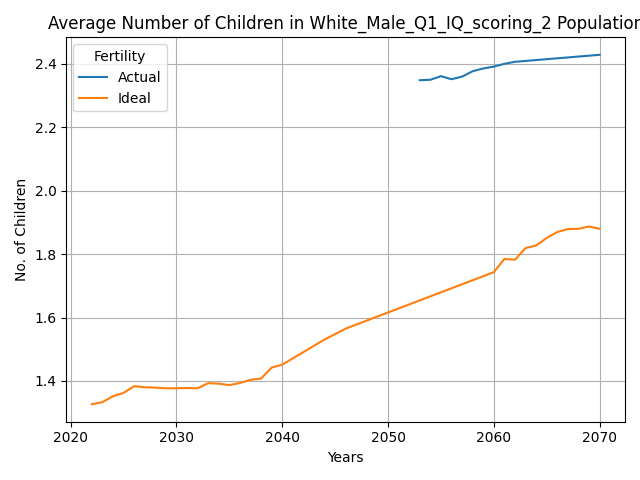 Average Number of Children in White_Male_Q1_IQ_scoring_2 Population
Fertility
Actual
Ideal
No. of Children
2.4
2.2
2.0
1.8
1.6
1.4
2020
2030
2040
2050
2060
2070
Years